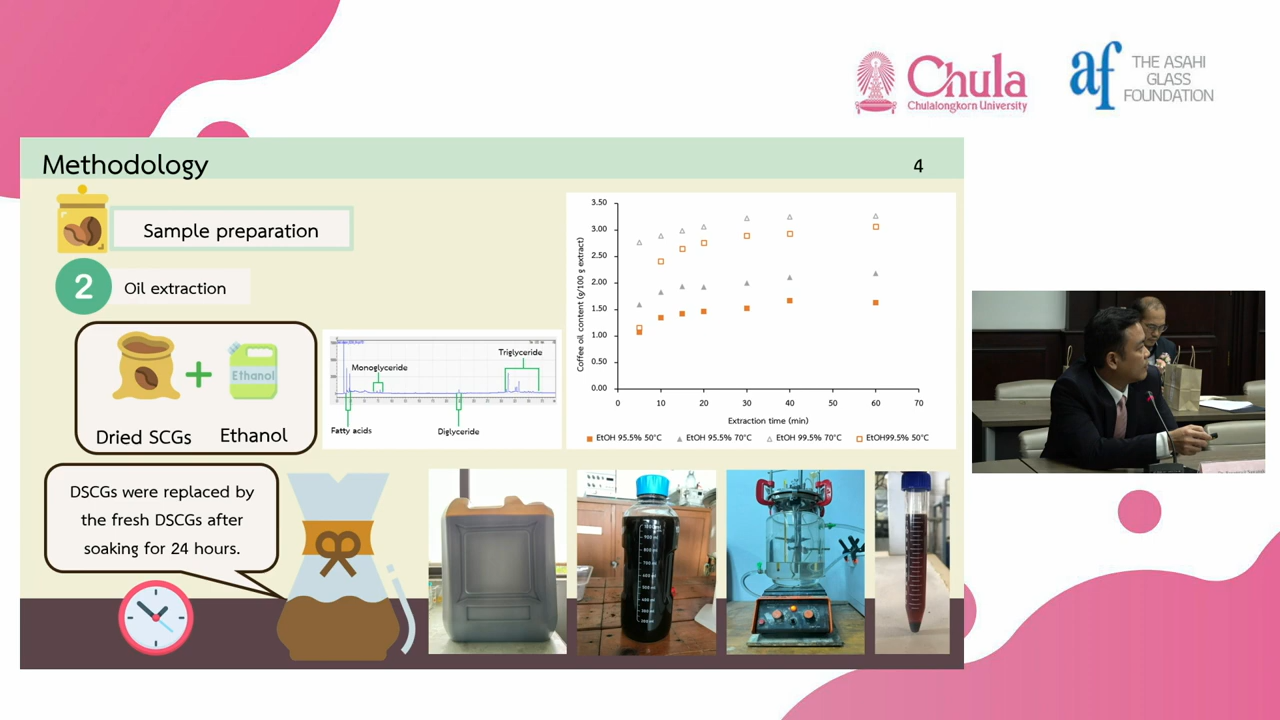 Chula
Chulalongkorn University
af
THE ASAHI
GLASS
FOUNDATION
Methodology
4
Sample preparation
2
Oil extraction
Ethanol
Dried SCGs
Ethanol
Monoglyceride
Triglyceride
Fatty acids
Diglyceride
Coffee oil content (g/100 g extract)
3.50
3.00
2.50
2.00
1.50
1.00
0.50
0.00
0 10 20 30 40 50 60 70
Extraction time (min)
EtOH 95.5% 50°C
EtOH 95.5% 70°C
EtOH 99.5% 70°C
EtOH99.5% 50°C
DSCGs were replaced by
the fresh DSCGs after
soaking for 24 hours.